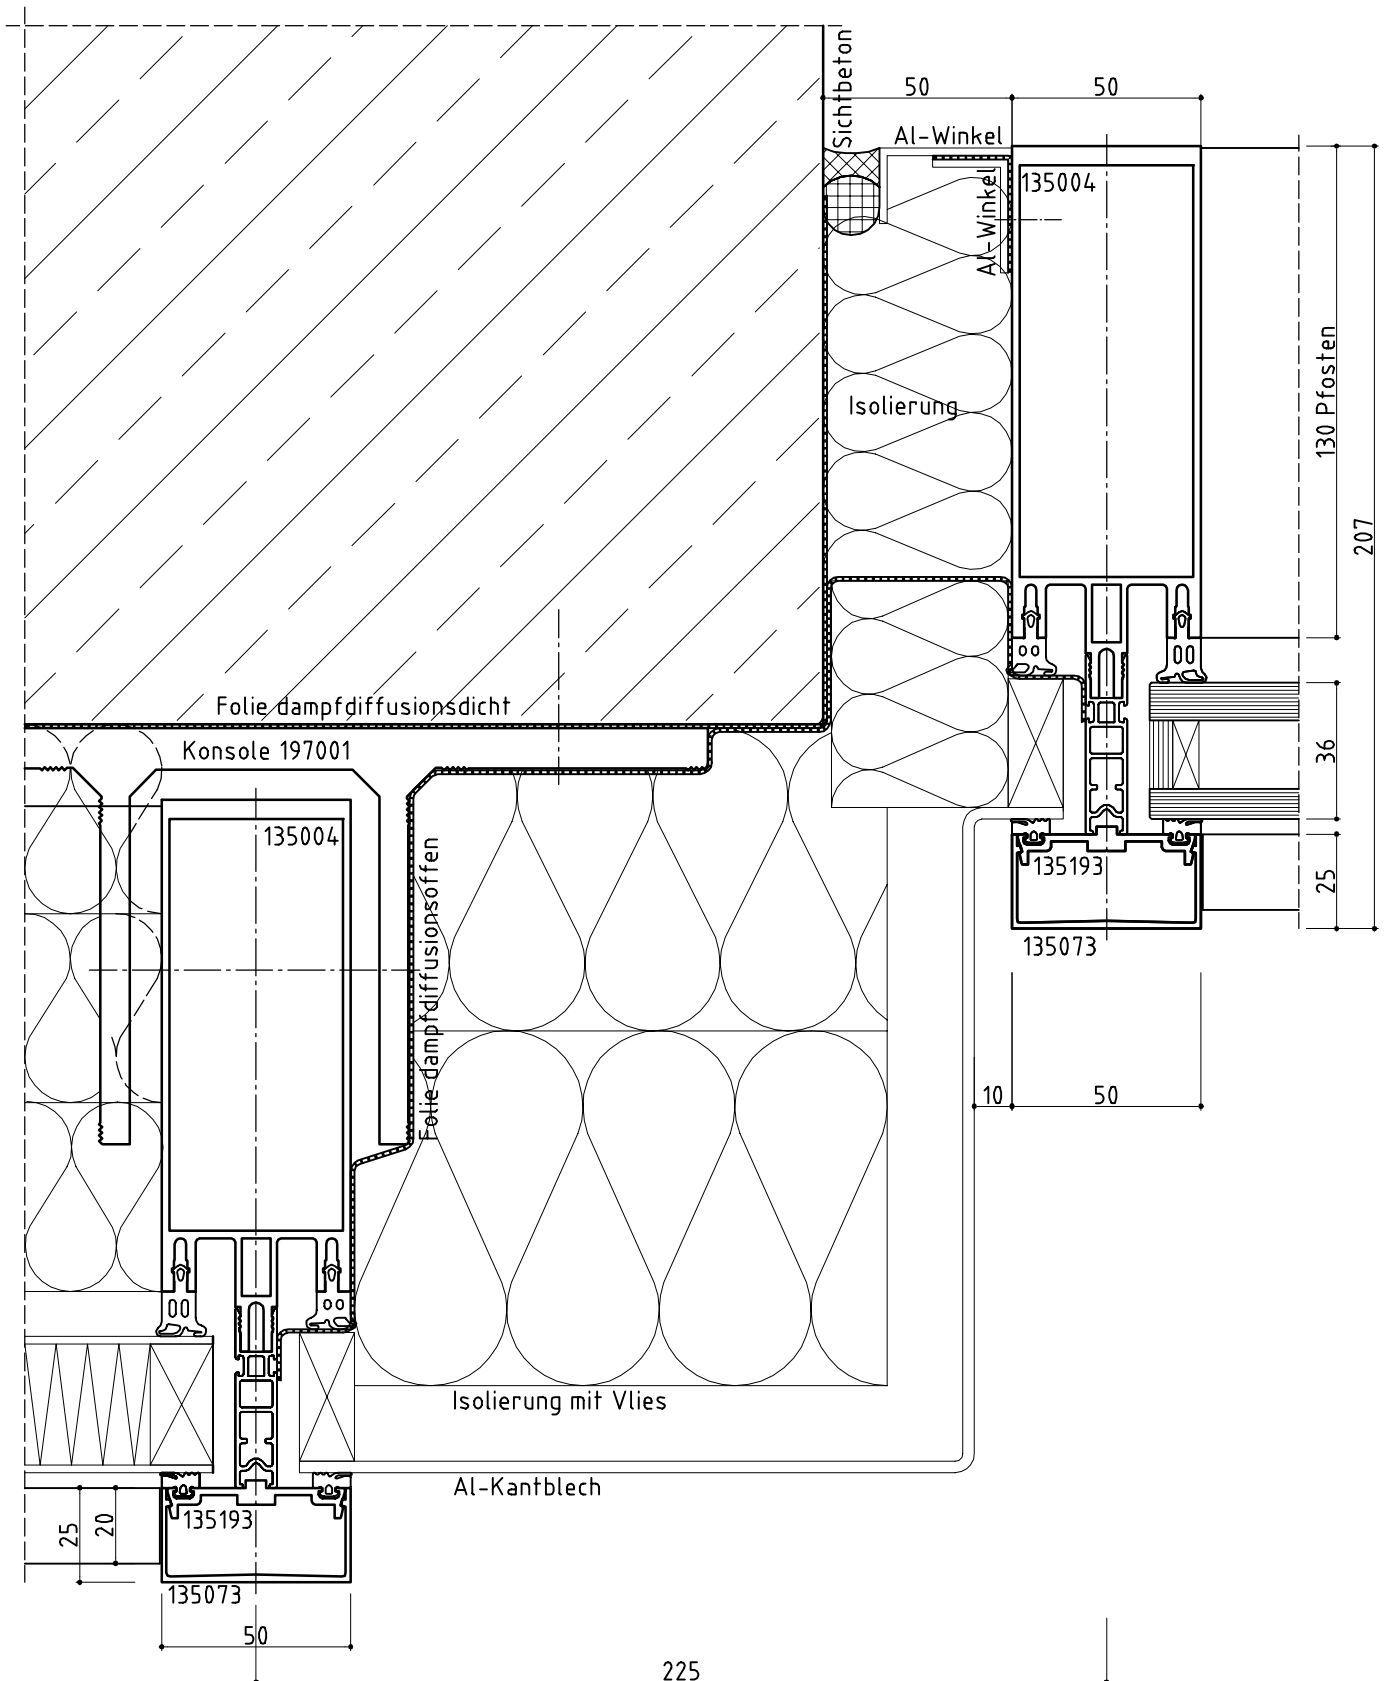 Sichtbeton
50
50
Al-Winkel
Al-Winkel
135004
130 Pfosten
207
Isolierung
Folie dampfdiffusionsdicht
Konsole 197001
36
135004
Folie dampfdiffusionsoffen
135193
25
135073
10
50
Isolierung mit Vlies
Al-Kantblech
25
20
135193
135073
50
225